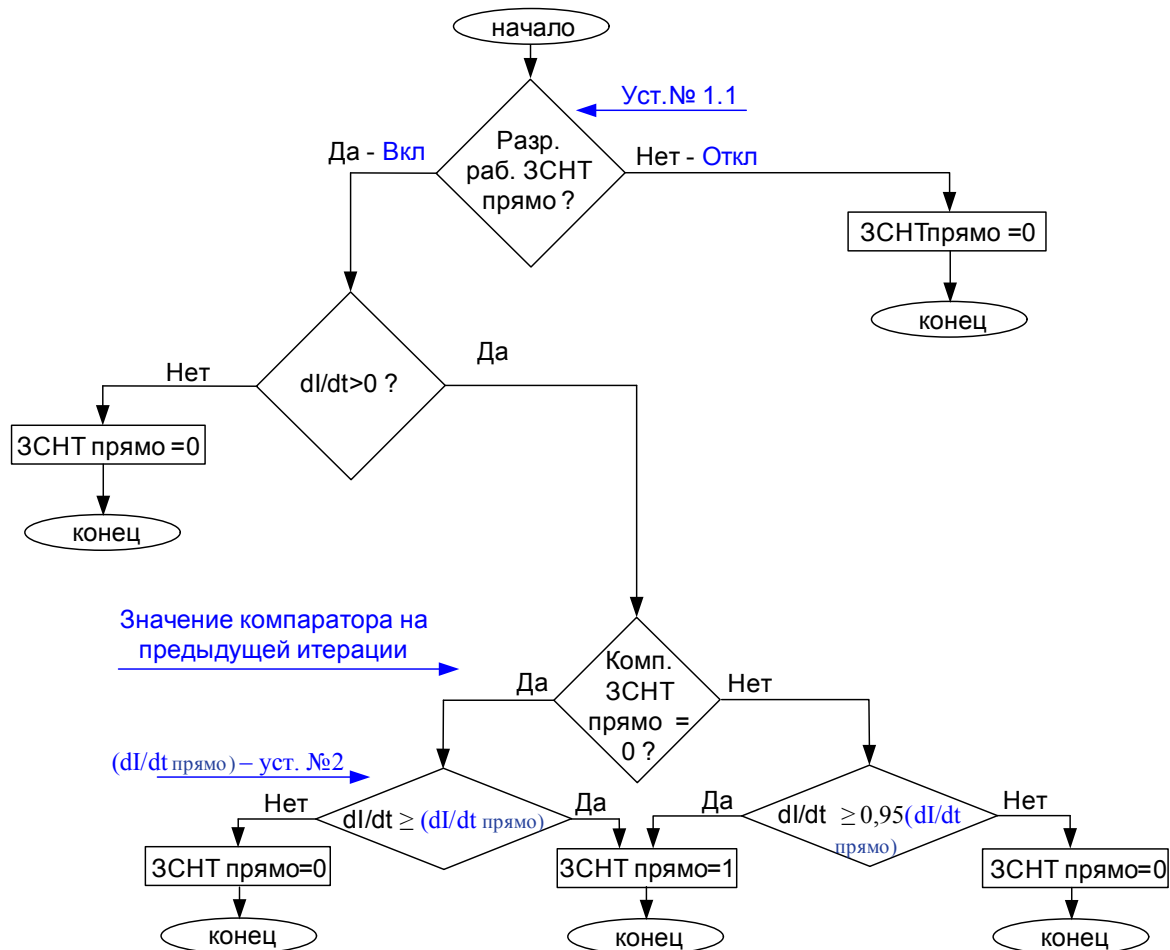 начало
Уст.№ 1.1
Да - Вкл
Разр.
раб. ЗСНТ
прямо ?
Нет - Откл
ЗСНТпрямо =0
конец
dI/dt>0 ?
Нет
Да
ЗСНТ прямо =0
конец
Значение компаратора на
предыдущей итерации
Комп.
ЗСНТ
прямо =
0 ?
Да
Нет
(dI/dt прямо) – уст. №2
Нет
dI/dt ≥ (dI/dt прямо)
Да
Да
dI/dt ≥ 0,95(dI/dt
прямо)
Нет
ЗСНТ прямо=0
ЗСНТ прямо=1
ЗСНТ прямо=0
конец
конец
конец